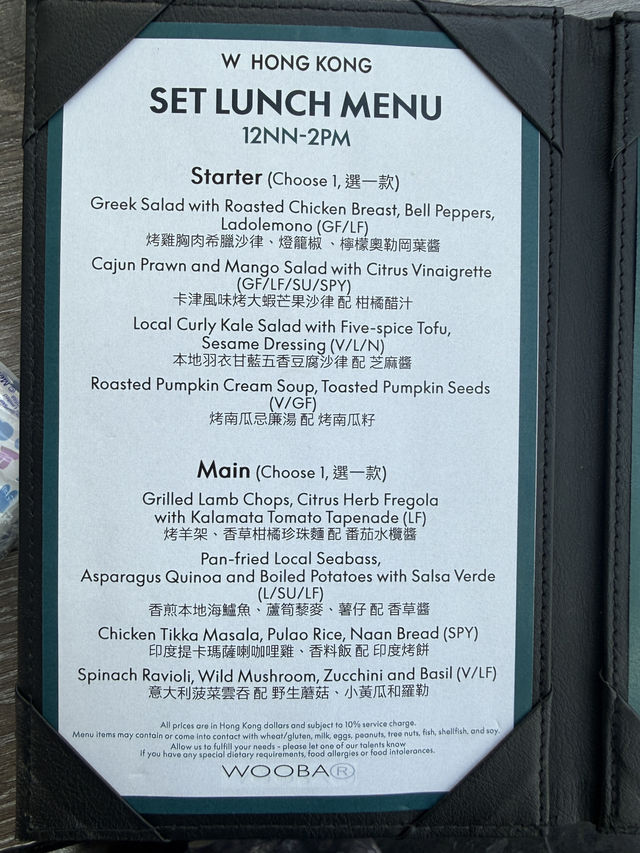 W HONG KONG
SET LUNCH MENU
12NN-2PM
Starter (Choose 1, 選一款)
Greek Salad with Roasted Chicken Breast, Bell Peppers,
Ladolemono (GF/LF)
烤雞胸肉希臘沙律、燈籠椒 、檸檬奧勒岡葉醬
Cajun Prawn and Mango Salad with Citrus Vinaigrette
(GF/LF/SU/SPY)
卡津風味烤大蝦芒果沙律 配 柑橘醋汁
Local Curly Kale Salad with Five-spice Tofu,
Sesame Dressing (V/L/N)
本地羽衣甘藍五香豆腐沙律 配 芝麻醬
Roasted Pumpkin Cream Soup, Toasted Pumpkin Seeds
(V/GF)
烤南瓜忌廉湯 配 烤南瓜籽
Main (Choose 1, 選一款)
Grilled Lamb Chops, Citrus Herb Fregola
with Kalamata Tomato Tapenade (LF)
烤羊架、香草柑橘珍珠麵 配 番茄水欖醬
Pan-fried Local Seabass,
Asparagus Quinoa and Boiled Potatoes with Salsa Verde
(L/SU/LF)
香煎本地海鱸魚、蘆筍藜麥、薯仔 配 香草醬
Chicken Tikka Masala, Pulao Rice, Naan Bread (SPY)
印度提卡瑪薩喇咖哩雞、香料飯 配 印度烤餅
Spinach Ravioli, Wild Mushroom, Zucchini and Basil (V/LF)
意大利菠菜雲吞 配 野生蘑菇、小黃瓜和羅勒
All prices are in Hong Kong dollars and subject to 10% service charge.
Menu items may contain or come into contact with wheat/gluten, milk, eggs, peanuts, tree nuts, fish, shellfish, and soy.
Allow us to fulfill your needs - please let one of our talents know
if you have any special dietary requirements, food allergies or food intolerances.
WOOBAR